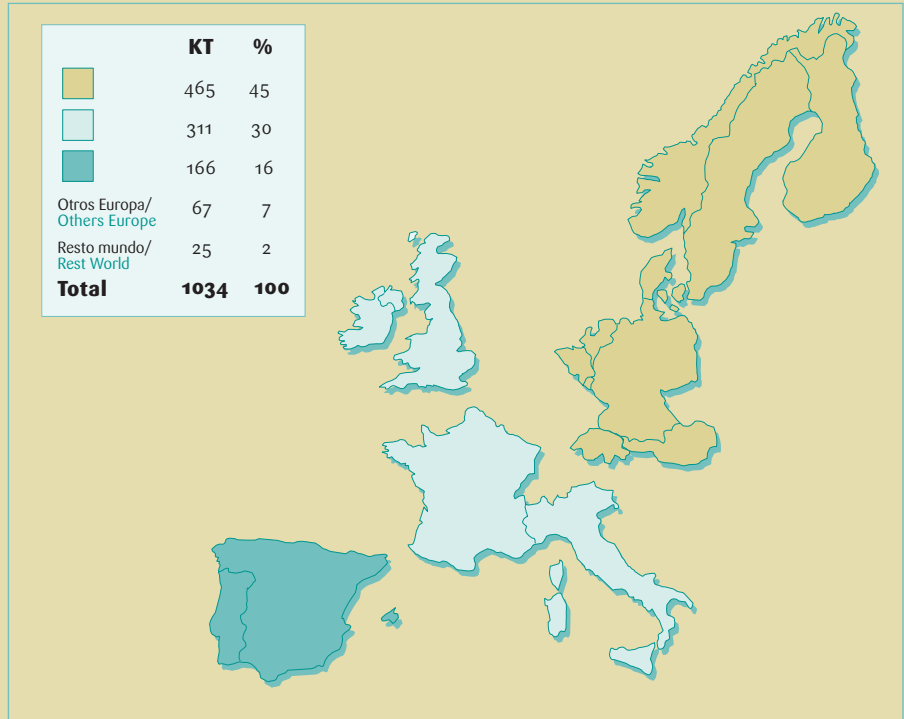 KT %
465 45
311 30
166 16
Otros Europa/
Others Europe 67 7
Resto mundo/
Rest World 25 2
Total 1034 100